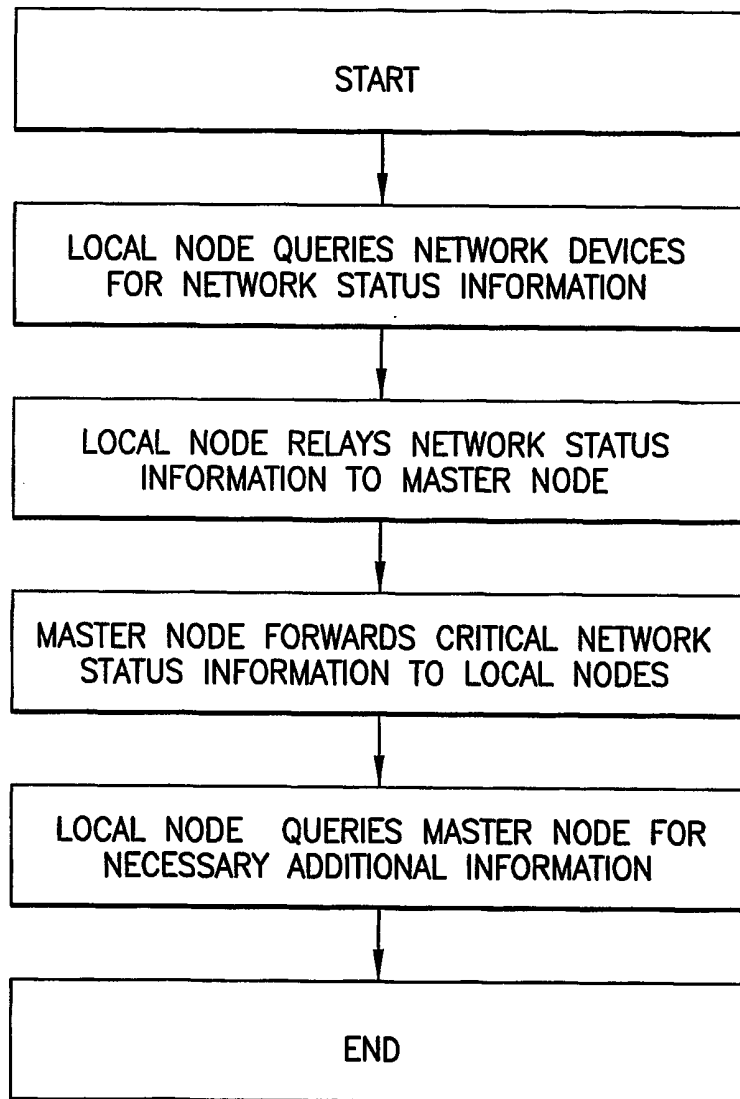 START
LOCAL NODE QUERIES NETWORK DEVICES
FOR NETWORK STATUS INFORMATION
LOCAL NODE RELAYS NETWORK STATUS
INFORMATION TO MASTER NODE
MASTER NODE FORWARDS CRITICAL NETWORK
STATUS INFORMATION TO LOCAL NODES
LOCAL NODE QUERIES MASTER NODE FOR
NECESSARY ADDITIONAL INFORMATION
END